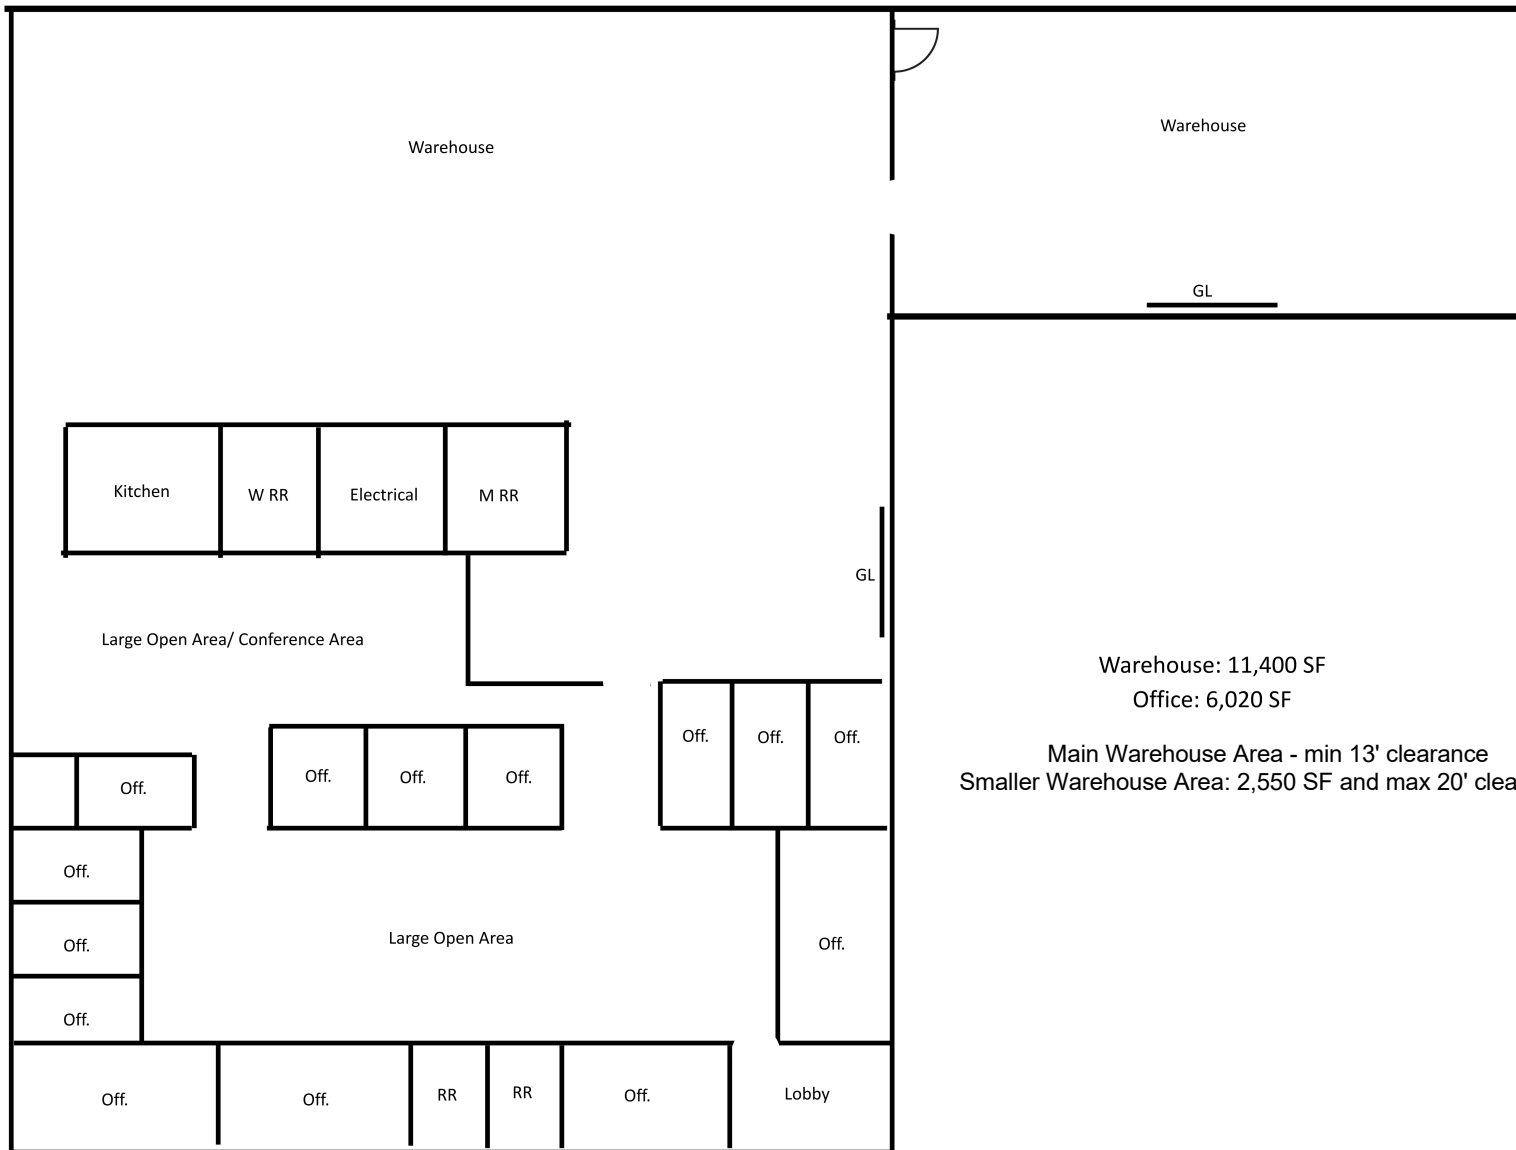 Warehouse
Warehouse
GL
Kitchen
W RR
Electrical
M RR
GL
Large Open Area/ Conference Area
Warehouse: 11,400 SF
Office: 6,020 SF
Main Warehouse Area - min 13' clearance
Smaller Warehouse Area: 2,550 SF and max 20' clea
Off.
Off.
Off.
Off.
Off.
Off.
Off.
Off.
Off.
Off.
Large Open Area
Off.
Off.
Off.
RR
RR
Off.
Lobby